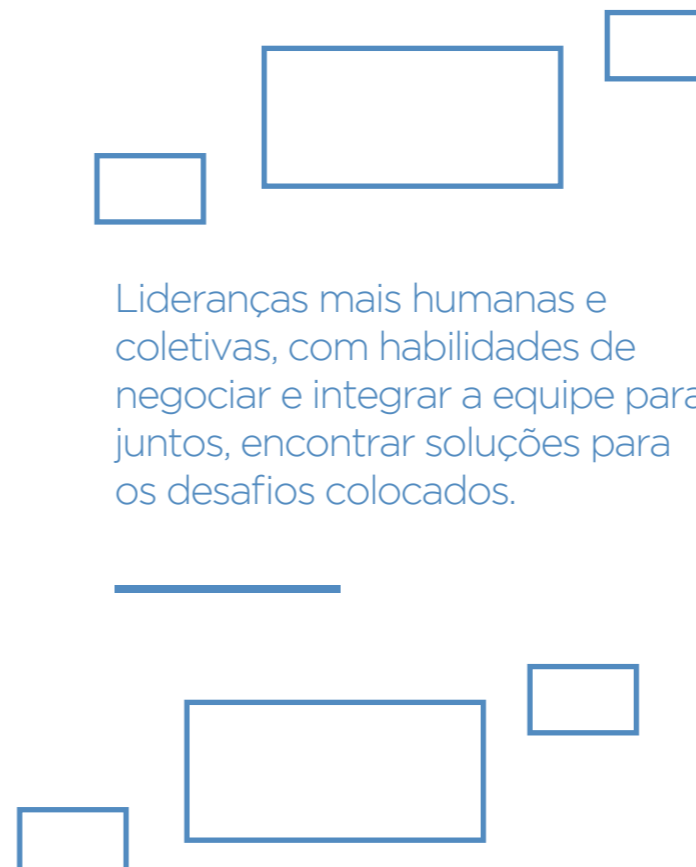 Lideranças mais humanas e
coletivas, com habilidades de
negociar e integrar a equipe para
juntos, encontrar soluções para
os desafios colocados.